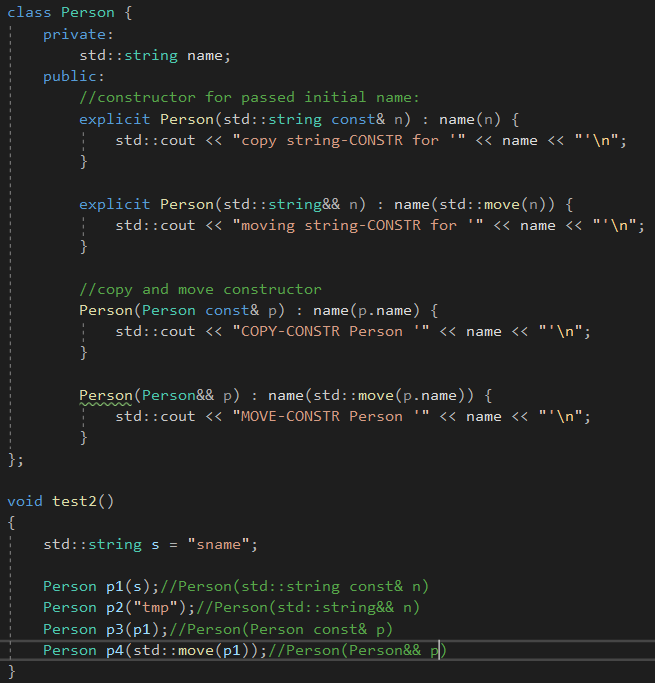 class Person {
    private:
        std::string name;
    public:
        //constructor for passed initial name:
        explicit Person(std::string const& n) : name(n) {
            std::cout << "copy string-CONSTR for '" << name << "'\n";
        }

        explicit Person(std::string&& n) : name(std::move(n)) {
            std::cout << "moving string-CONSTR for '" << name << "'\n";
        }

        //copy and move constructor
        Person(Person const& p) : name(p.name) {
            std::cout << "COPY-CONSTR Person '" << name << "'\n";
        }

        Person(Person&& p) : name(std::move(p.name)) {
            std::cout << "MOVE-CONSTR Person '" << name << "'\n";
        }
};

void test2()
{
    std::string s = "sname";

    Person p1(s);//Person(std::string const& n)
    Person p2("tmp");//Person(std::string&& n)
    Person p3(p1);//Person(Person const& p)
    Person p4(std::move(p1));//Person(Person&& p)
}